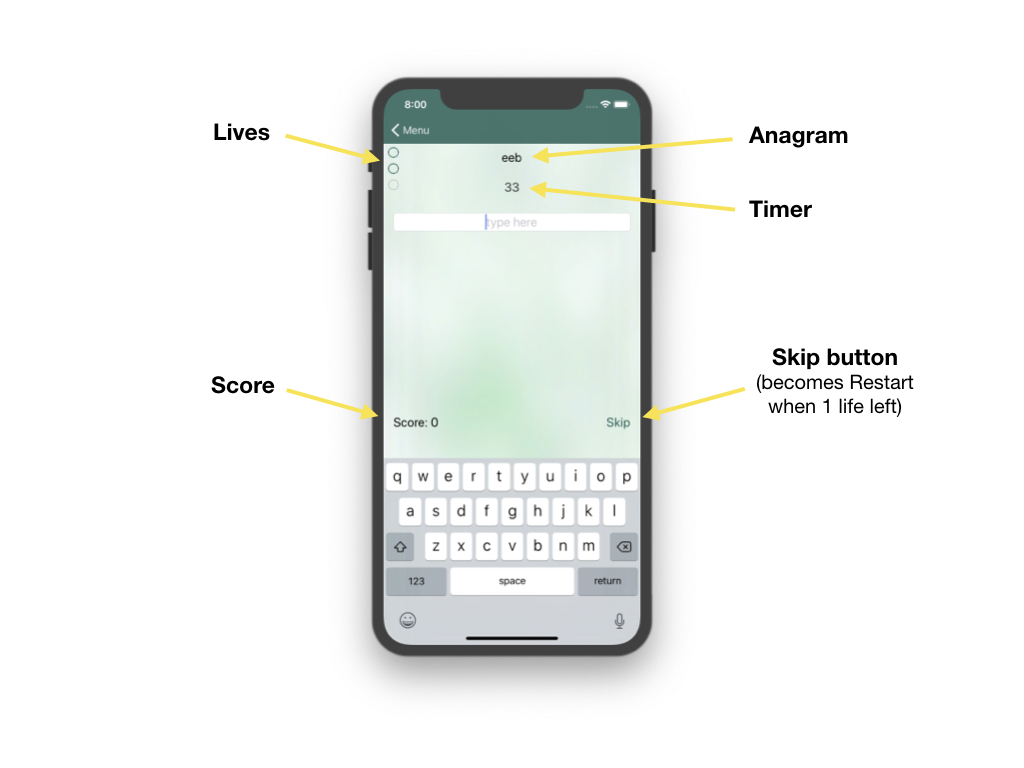 8:00
Menu
Lives
Anagram
eeb
33
Timer
type here
Skip button
(becomes Restart
when 1 life left)
Score
Score: 0
Skip
q w e r t y u i o p
a s d f g h j k l
z x c v b n m
123 space return